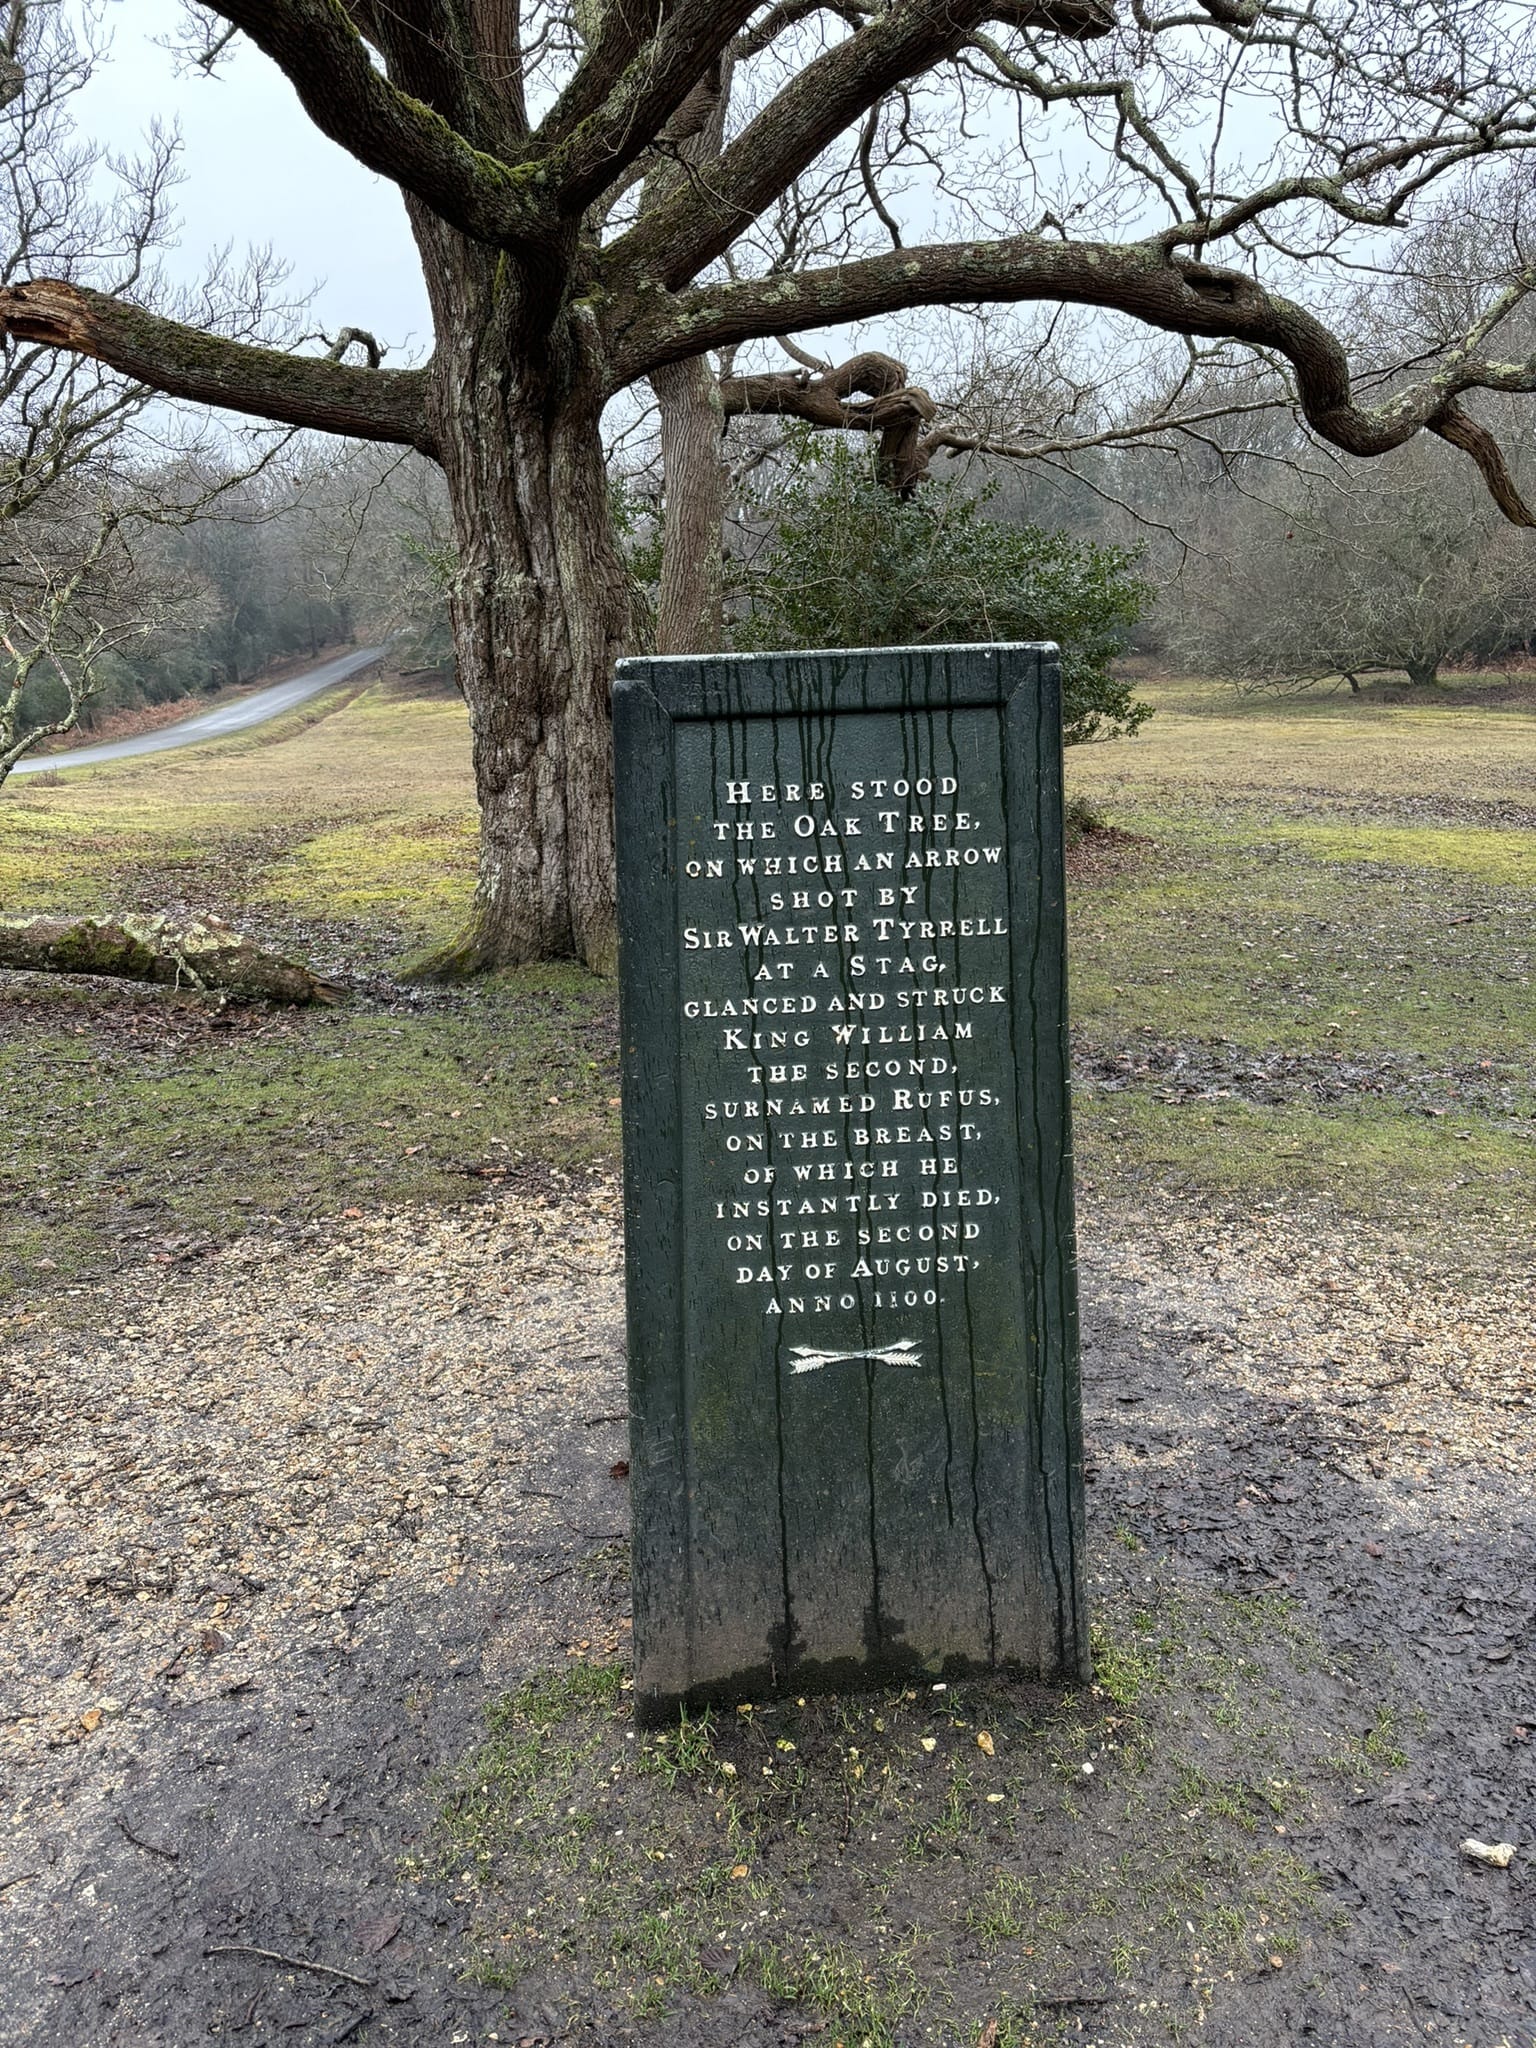 HERE STOOD
THE OAK TREE,
ON WHICH AN ARROW
SHOT BY
SIR WALTER TYRRELL
AT A STAG,
GLANCED AND STRUCK
KING WILLIAM
THE SECOND,
SURNAMED RUFUS,
ON THE BREAST,
OF WHICH HE
INSTANTLY DIED,
ON THE SECOND
DAY OF AUGUST,
ANNO 1100.